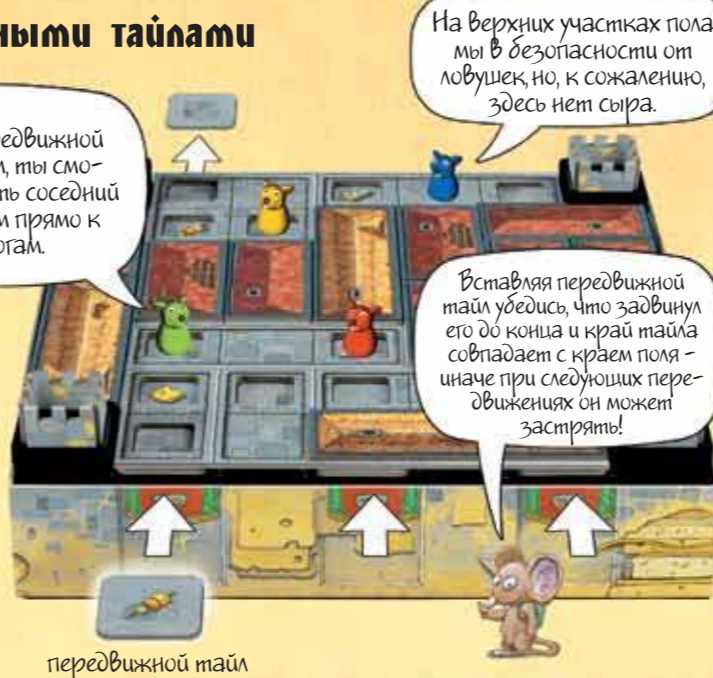 ными тайлами
На верхних участках пола
мы в безопасности от
ловушек, но, к сожалению,
здесь нет сыра.
редвижной
л, ты смо-
ть соседний
м прямо к
огам.
Вставляя передвижной
тайл убедись, что задвинул
его до конца и край тайла
совпадает с краем поля -
иначе при следующих пере-
движениях он может
застрять!
передвижной тайл